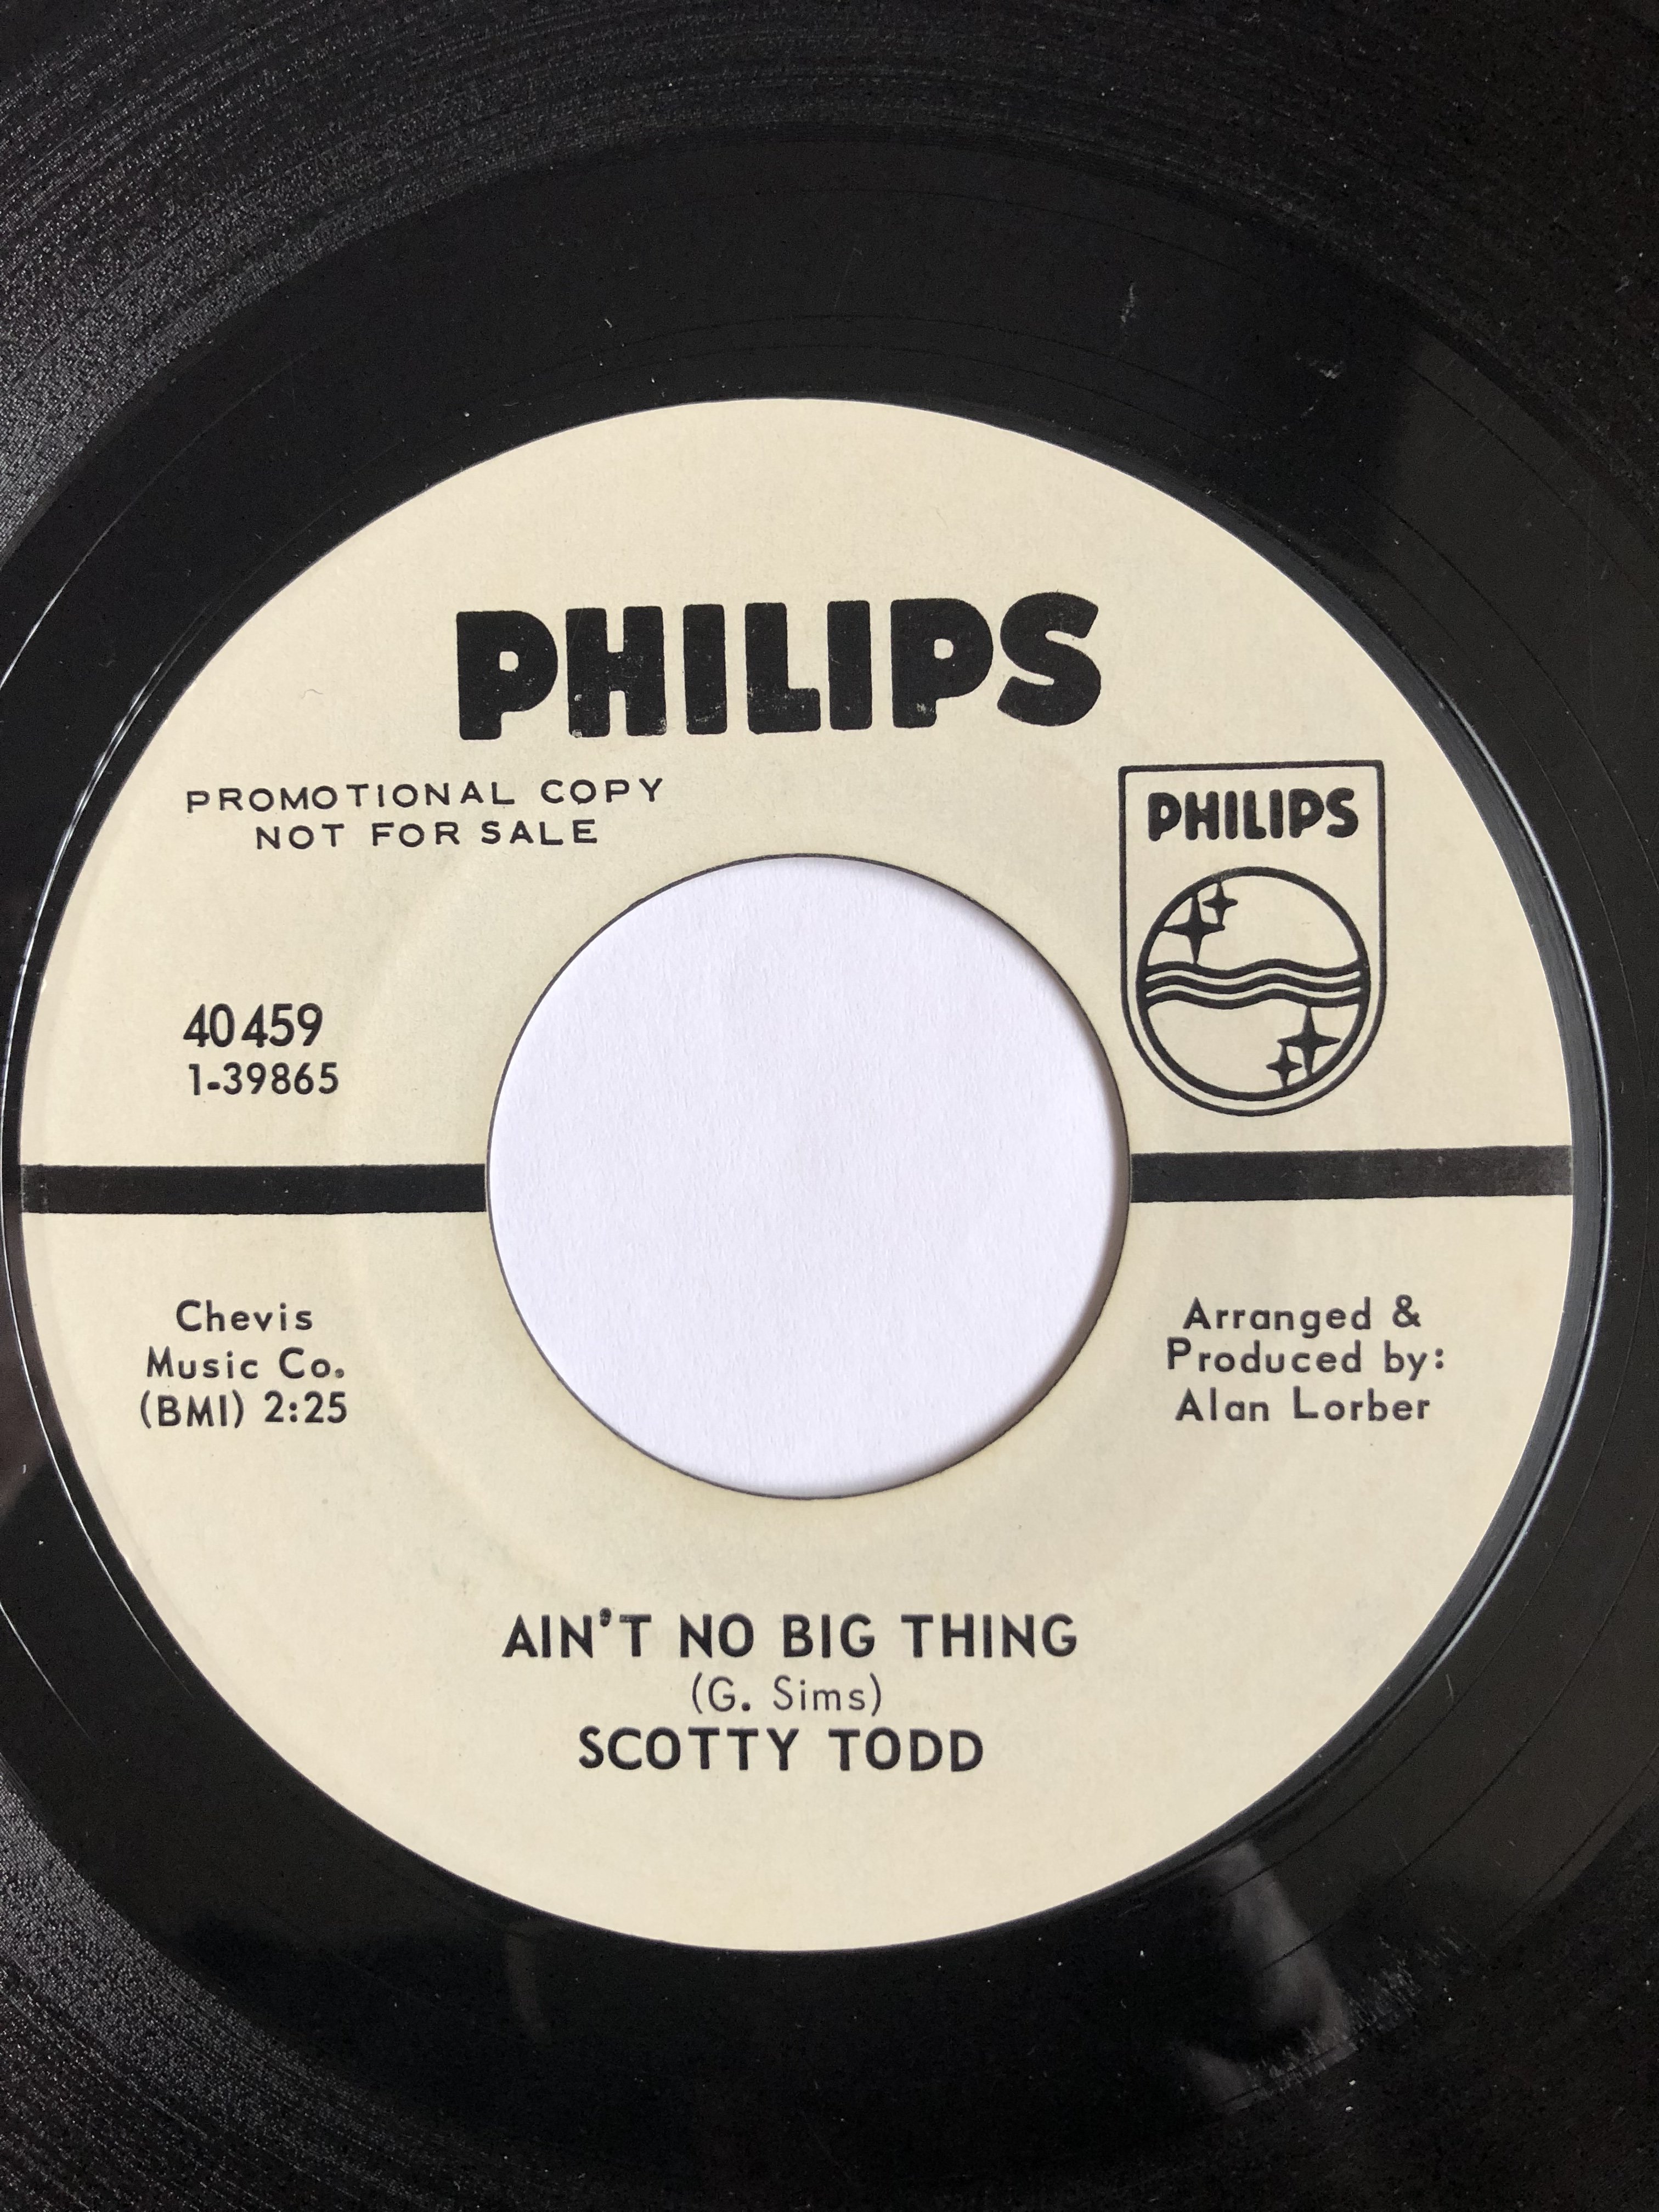 PHILIPS
PROMOTIONAL COPY
NOT FOR SALE
PHILIPS
40459
1-39865
Chevis
Music Co.
(BMI) 2:25
Arranged &
Produced by:
Alan Lorber
AIN'T NO BIG THING
(G. Sims)
SCOTTY TODD